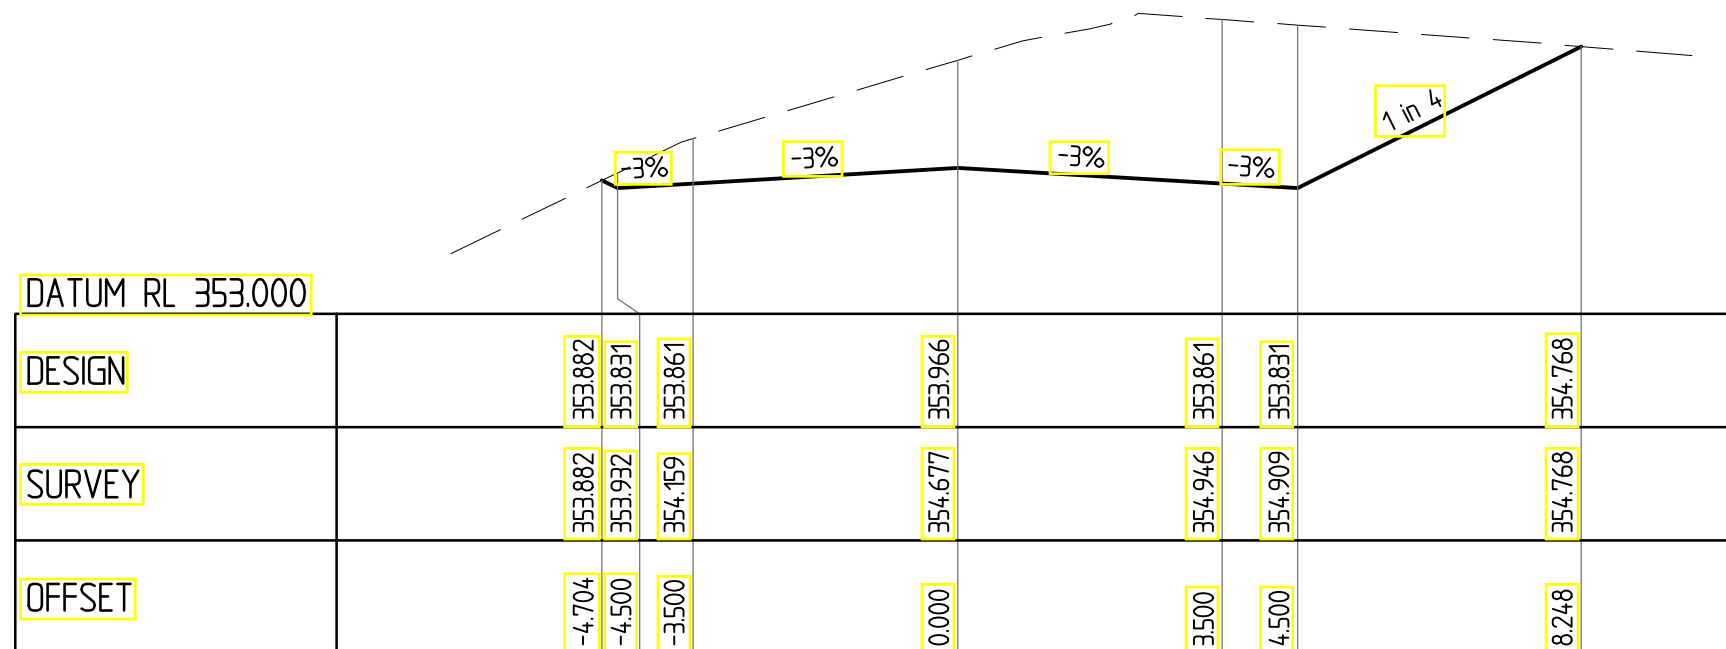 1 in 4
-3% -3% -3% -3%
DATUM RL 353.000
DESIGN 353.882 353.831 353.861 353.966 353.861 353.831 354.768
SURVEY 353.882 353.932 354.159 354.677 354.946 354.909 354.768
OFFSET -4.704 -4.500 -3.500 0.000 3.500 4.500 8.248